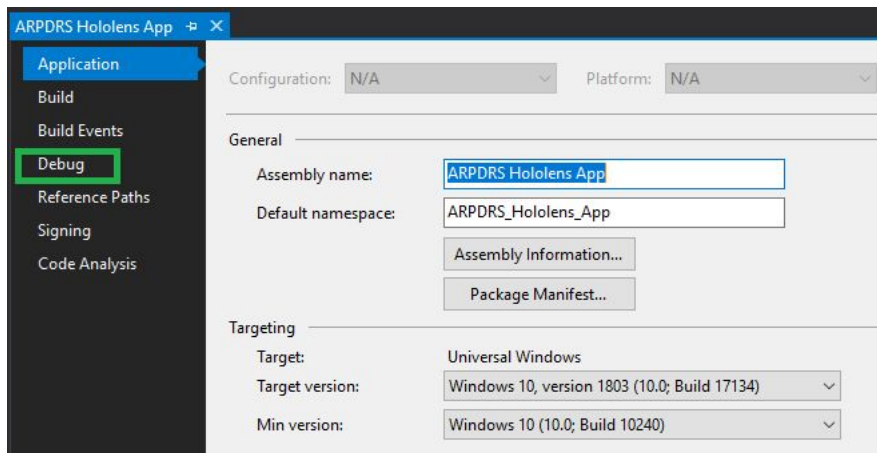 ARPDRS Hololens App
Application
Build
Build Events
Debug
Reference Paths
Signing
Code Analysis
Configuration: N/A Platform: N/A
General
Assembly name: ARPDRS Hololens App
Default namespace: ARPDRS_Hololens_App
Assembly Information...
Package Manifest...
Targeting
Target: Universal Windows
Target version: Windows 10, version 1803 (10.0; Build 17134)
Min version: Windows 10 (10.0; Build 10240)